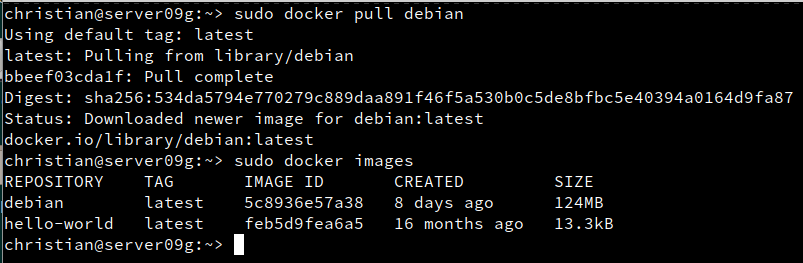 christian@server09g:~> sudo docker pull debian
Using default tag: latest
latest: Pulling from library/debian
bbeef03cda1f: Pull complete
Digest: sha256:534da5794e770279c889daa891f46f5a530b0c5de8bfbc5e40394a0164d9fa87
Status: Downloaded newer image for debian:latest
docker.io/library/debian:latest
christian@server09g:~> sudo docker images
REPOSITORY    TAG       IMAGE ID       CREATED         SIZE
debian        latest    5c8936e57a38   8 days ago      124MB
hello-world   latest    feb5d9fea6a5   16 months ago   13.3kB
christian@server09g:~>